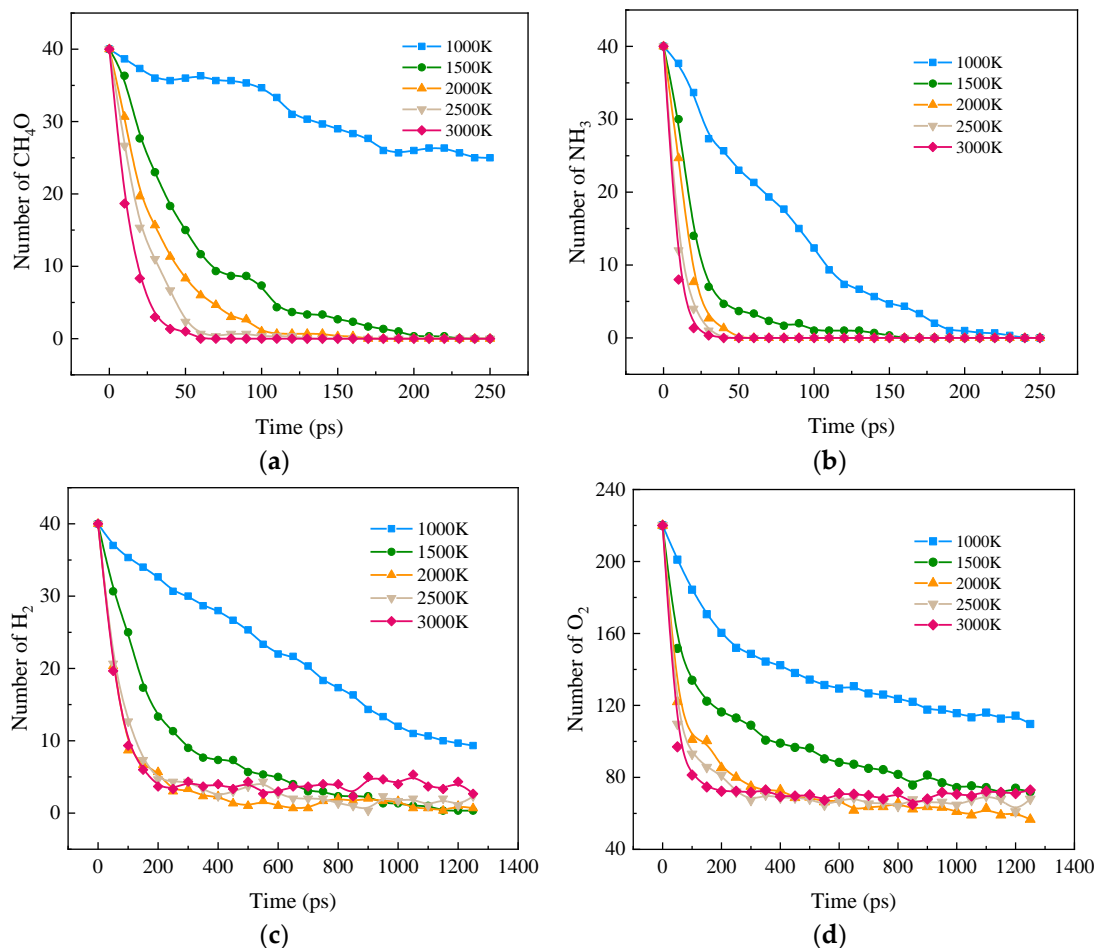 Number of CH₄O
40
30
20
10
0
1000K
1500K
2000K
2500K
3000K
0 50 100 150 200 250
Time (ps)
(a)
Number of NH₃
40
30
20
10
0
1000K
1500K
2000K
2500K
3000K
0 50 100 150 200 250
Time (ps)
(b)
Number of H₂
40
30
20
10
0
1000K
1500K
2000K
2500K
3000K
0 200 400 600 800 1000 1200 1400
Time (ps)
(c)
Number of O₂
240
200
160
120
80
40
1000K
1500K
2000K
2500K
3000K
0 200 400 600 800 1000 1200 1400
Time (ps)
(d)